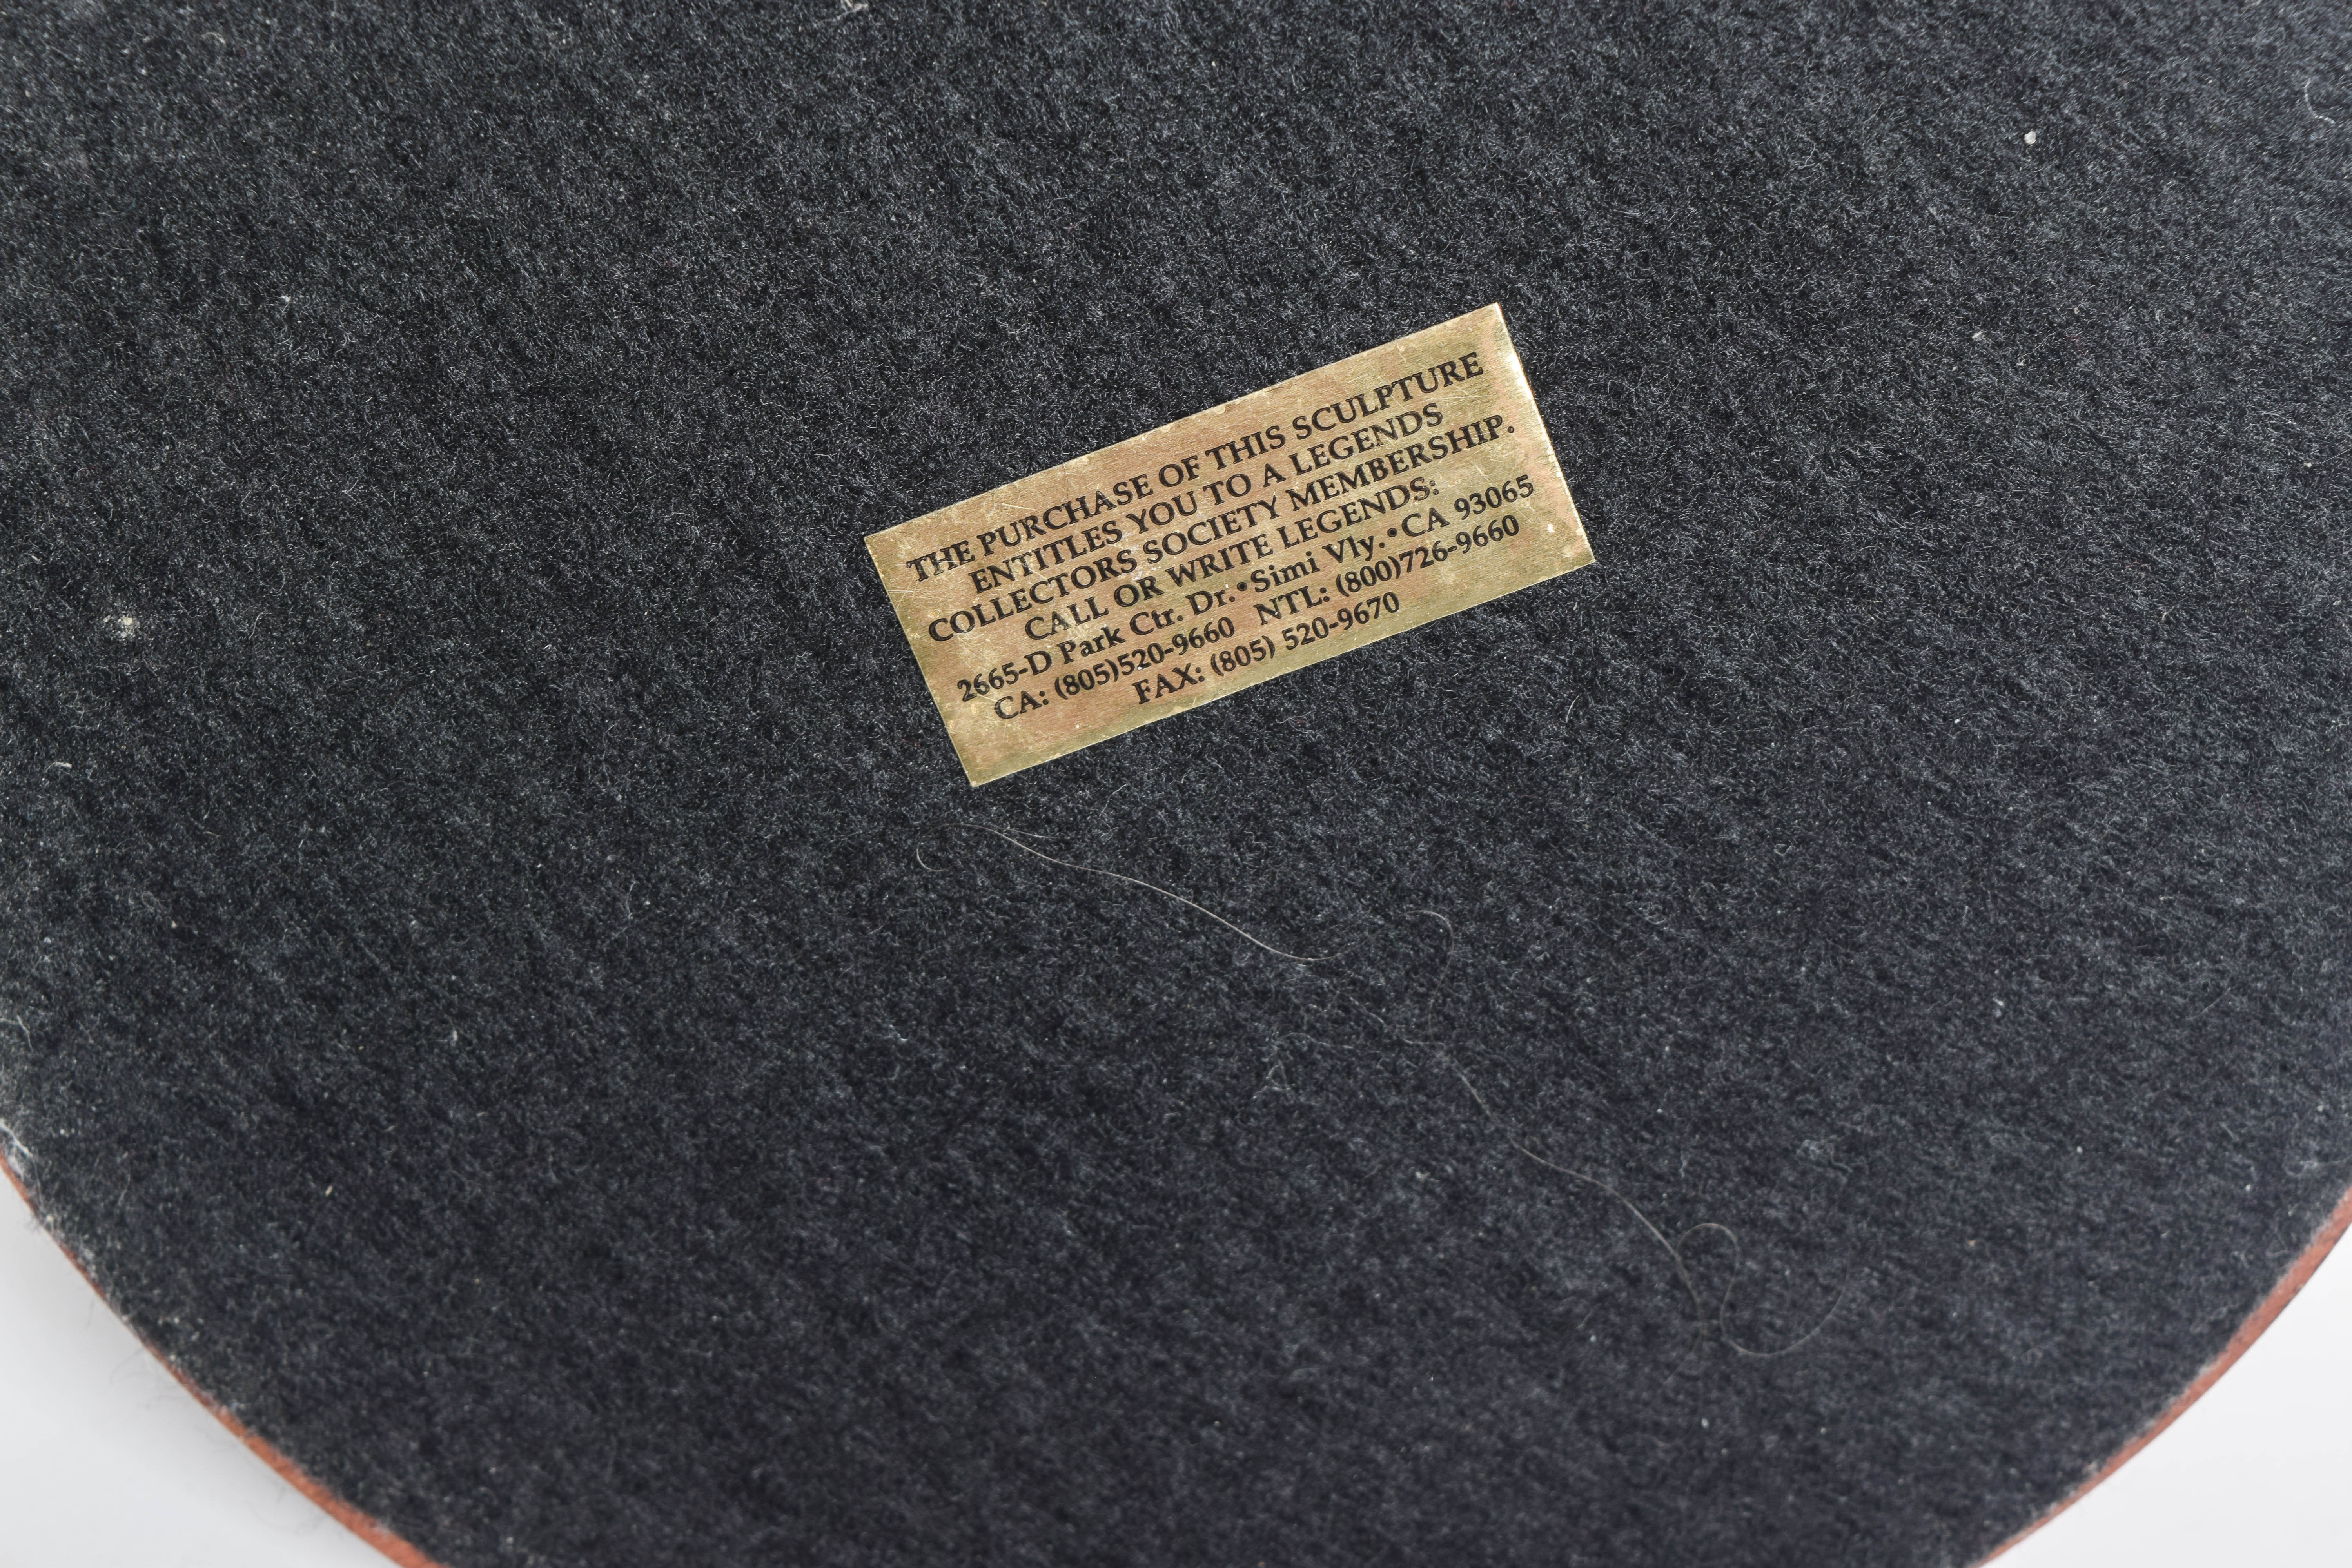 THE PURCHASE OF THIS SCULPTURE
ENTITLES YOU TO A LEGENDS
COLLECTORS SOCIETY MEMBERSHIP.
CALL OR WRITE LEGENDS:
2665-D Park Ctr. Dr.•Simi Vly.•CA 93065
CA: (805)520-9660 NTL: (800)726-9660
FAX: (805) 520-9670